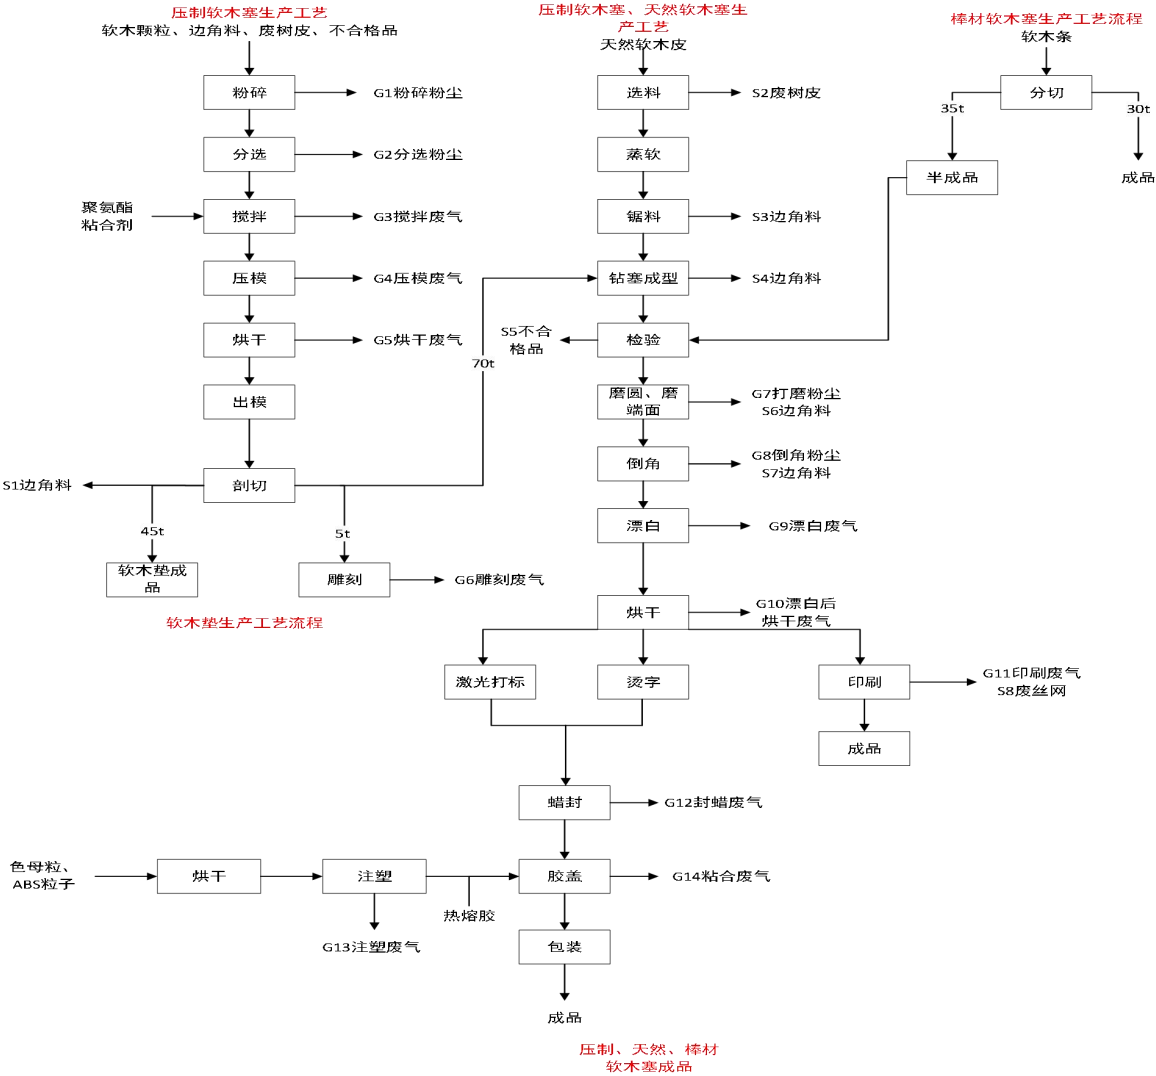 压制软木塞生产工艺
软木颗粒、边角料、废树皮、不合格品
粉碎
G1粉碎粉尘
分选
G2分选粉尘
聚氨酯
粘合剂
搅拌
G3搅拌废气
压模
G4压模废气
烘干
G5烘干废气
出模
70t
S1边角料
剖切
45t
5t
软木垫成
品
雕刻
G6雕刻废气
软木垫生产工艺流程
压制软木塞、天然软木塞生
产工艺
天然软木皮
选料
S2废树皮
蒸软
锯料
S3边角料
钻塞成型
S4边角料
S5不合
格品
检验
磨圆、磨
端面
G7打磨粉尘
S6边角料
倒角
G8倒角粉尘
S7边角料
漂白
G9漂白废气
烘干
G10漂白后
烘干废气
棒材软木塞生产工艺流程
软木条
分切
35t
30t
半成品
成品
激光打标
烫字
印刷
G11印刷废气
S8废丝网
成品
蜡封
G12封蜡废气
色母粒、
ABS粒子
烘干
注塑
热熔胶
胶盖
G14粘合废气
G13注塑废气
包装
成品
压制、天然、棒材
软木塞成品